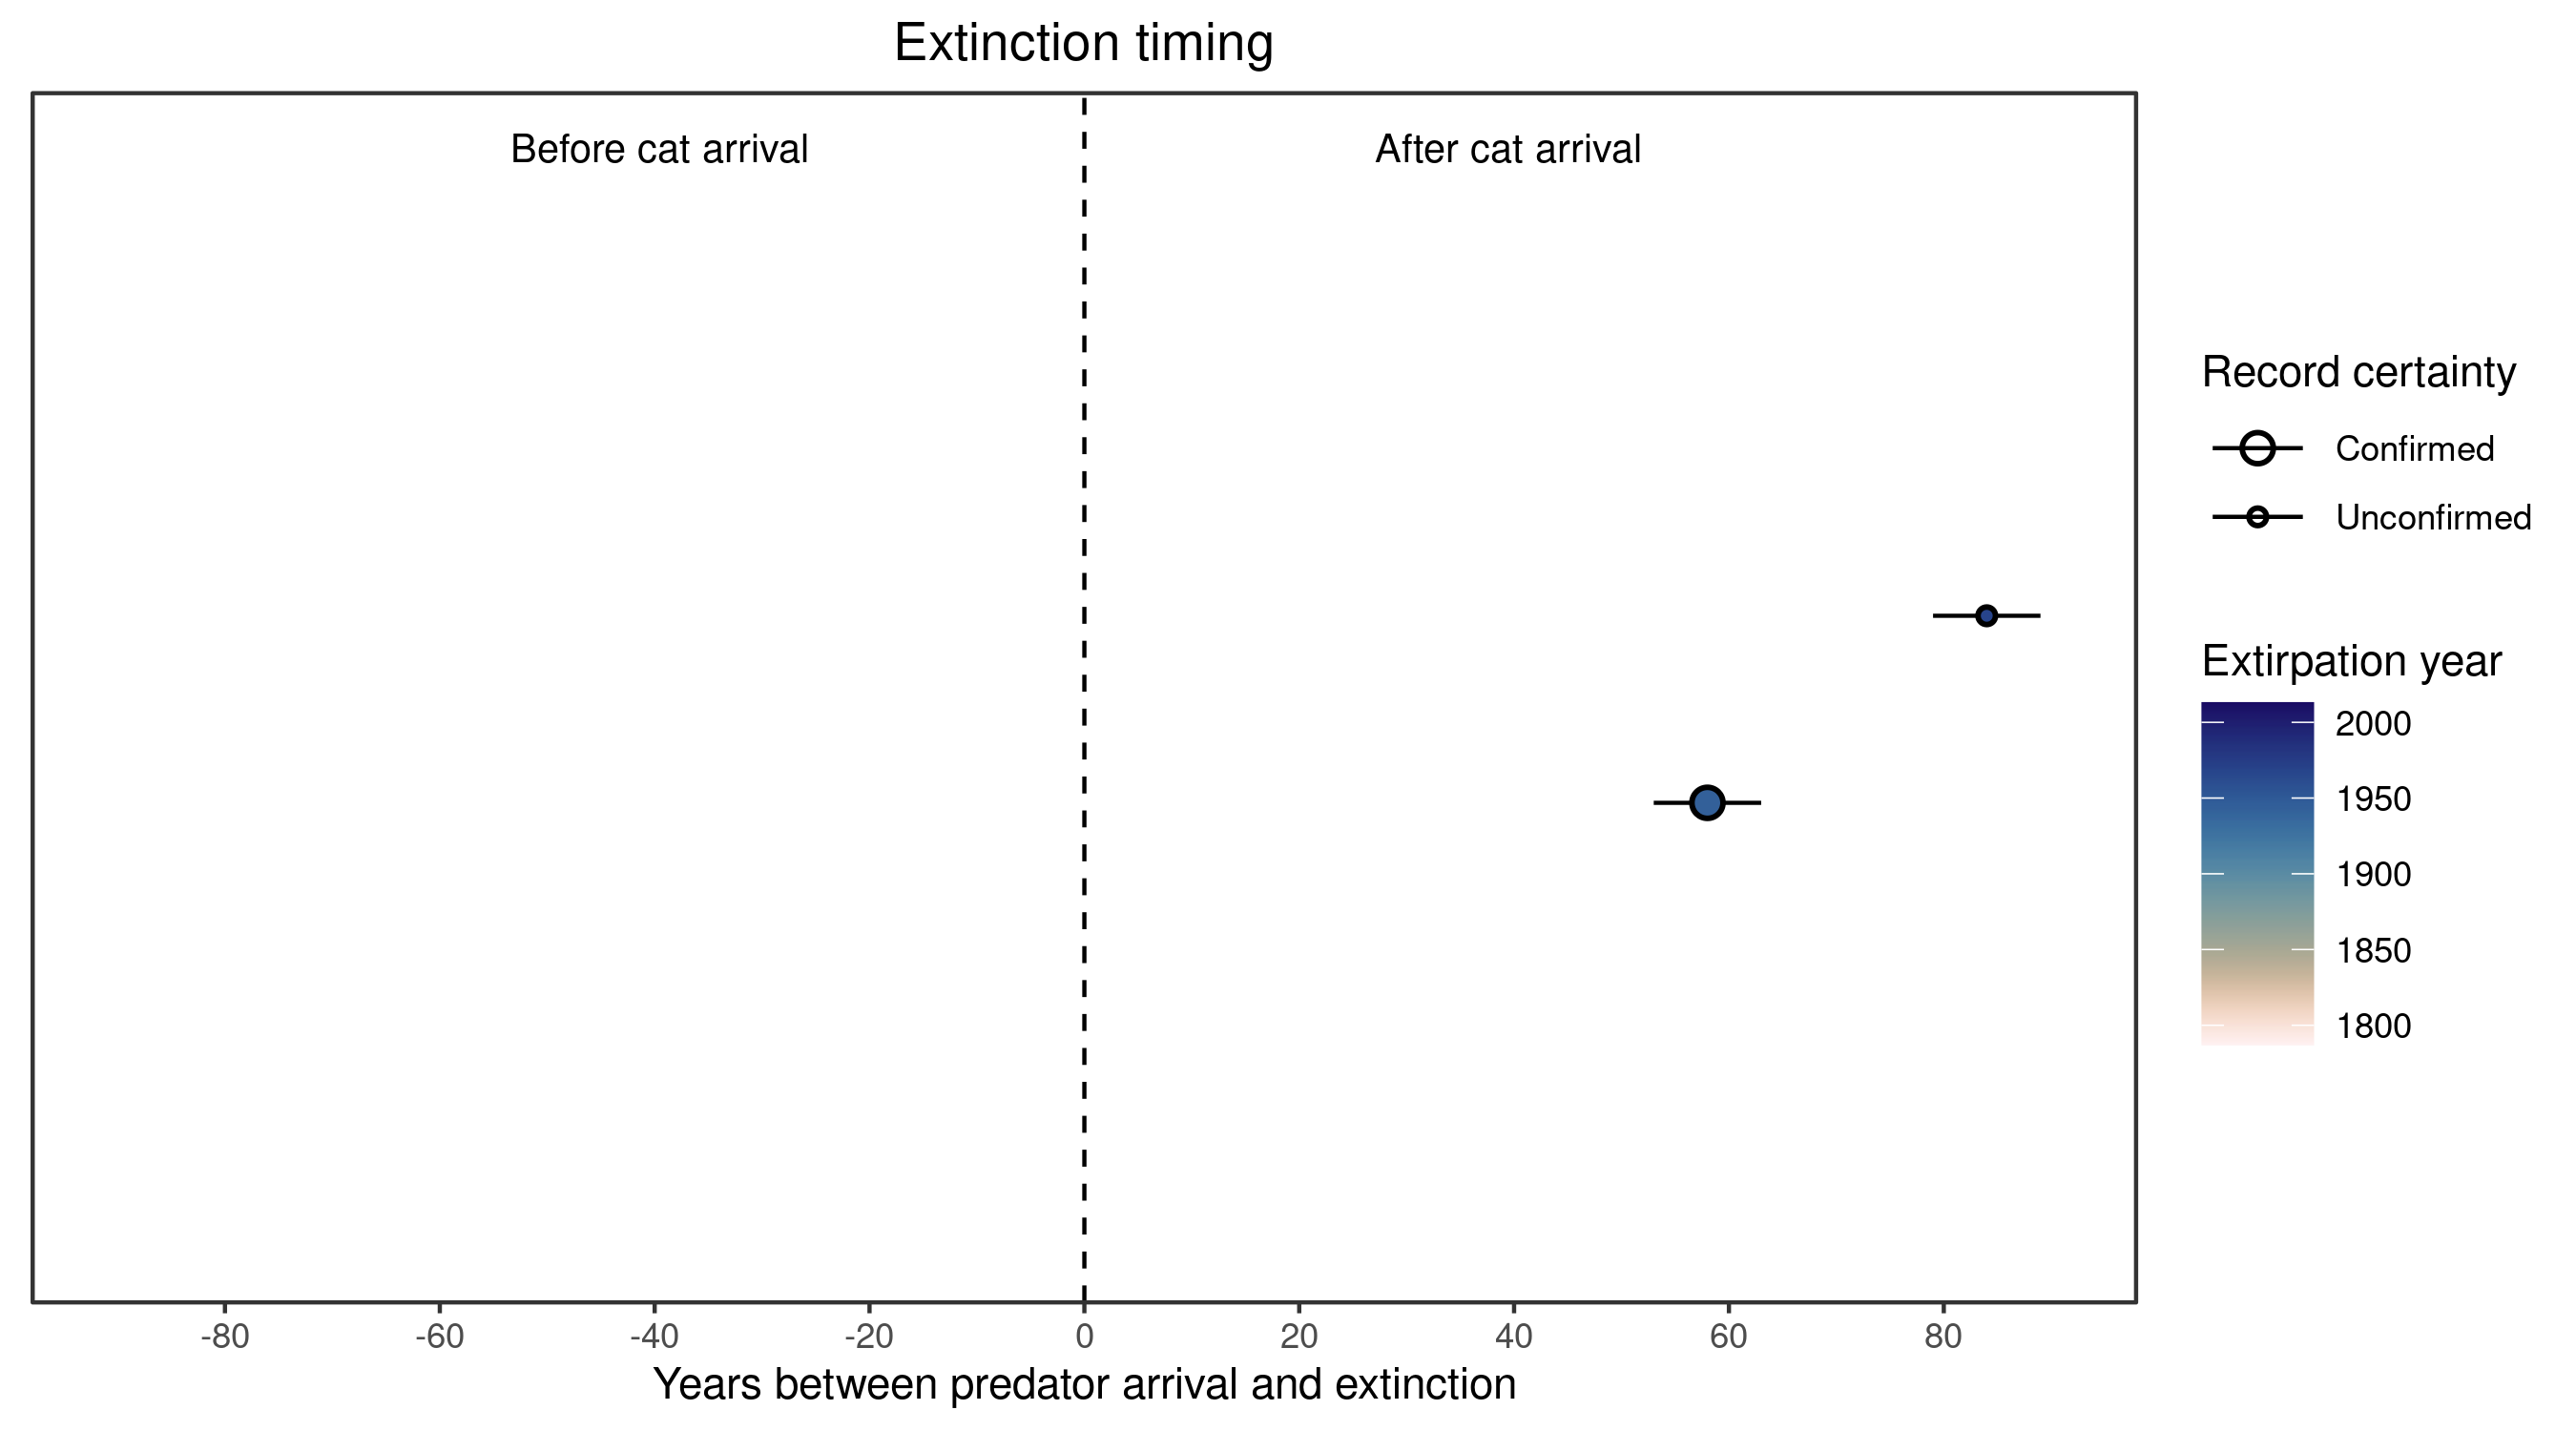 Extinction timing
Before cat arrival
After cat arrival
Record certainty
Confirmed
Unconfirmed
Extirpation year
2000
1950
1900
1850
1800
-80
-60
-40
-20
0
20
40
60
80
Years between predator arrival and extinction